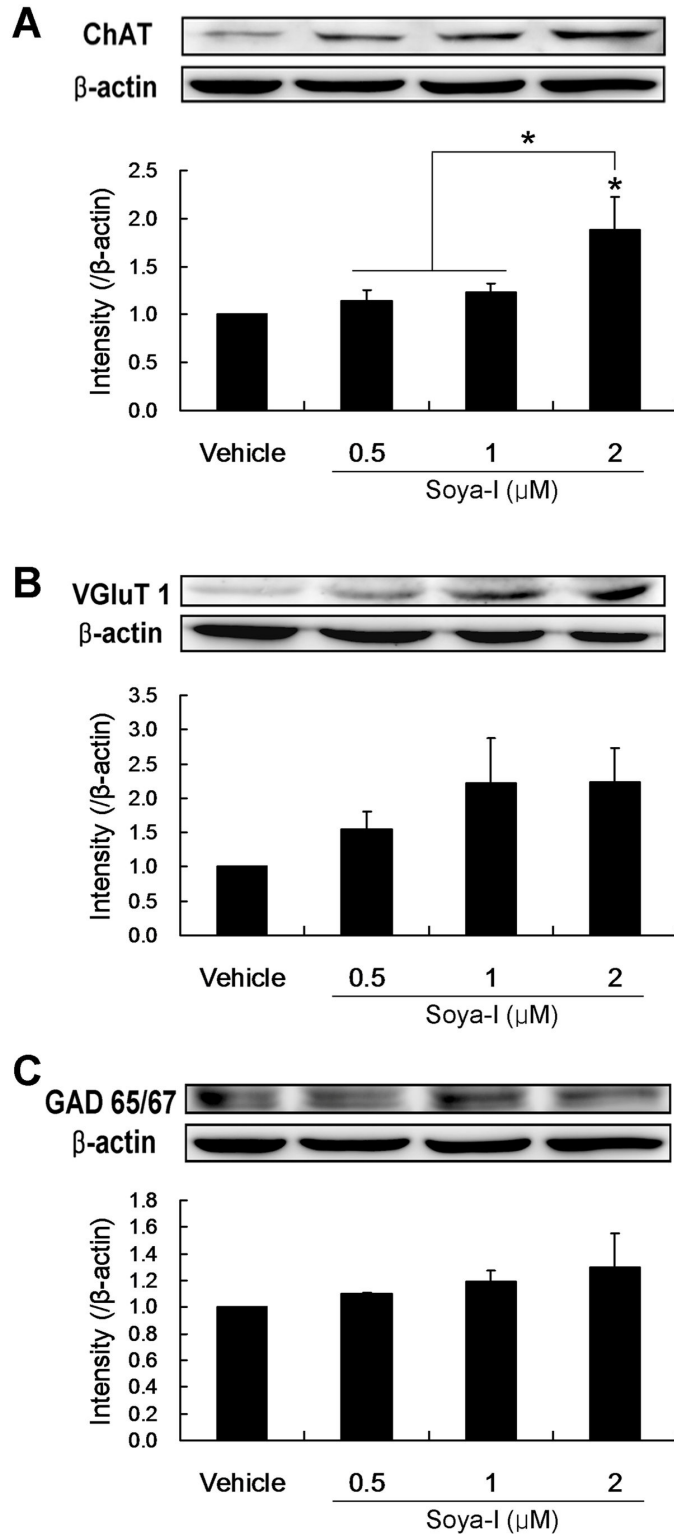 A
ChAT
β-actin
*
*
Intensity (/β-actin)
2.5
2.0
1.5
1.0
0.5
0.0
Vehicle 0.5 1 2
Soya-I (μM)
B
VGluT 1
β-actin
Intensity (/β-actin)
3.5
3.0
2.5
2.0
1.5
1.0
0.5
0.0
Vehicle 0.5 1 2
Soya-I (μM)
C
GAD 65/67
β-actin
Intensity (/β-actin)
1.8
1.6
1.4
1.2
1.0
0.8
0.6
0.4
0.2
0.0
Vehicle 0.5 1 2
Soya-I (μM)